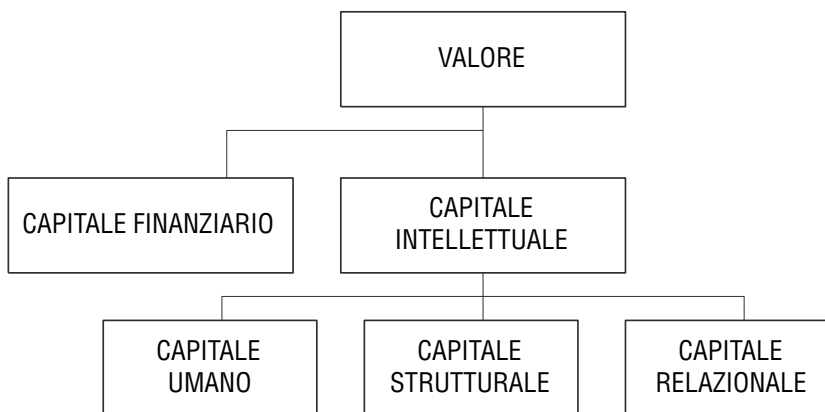 VALORE
CAPITALE FINANZIARIO
CAPITALE
INTELLETTUALE
CAPITALE
UMANO
CAPITALE
STRUTTURALE
CAPITALE
RELAZIONALE